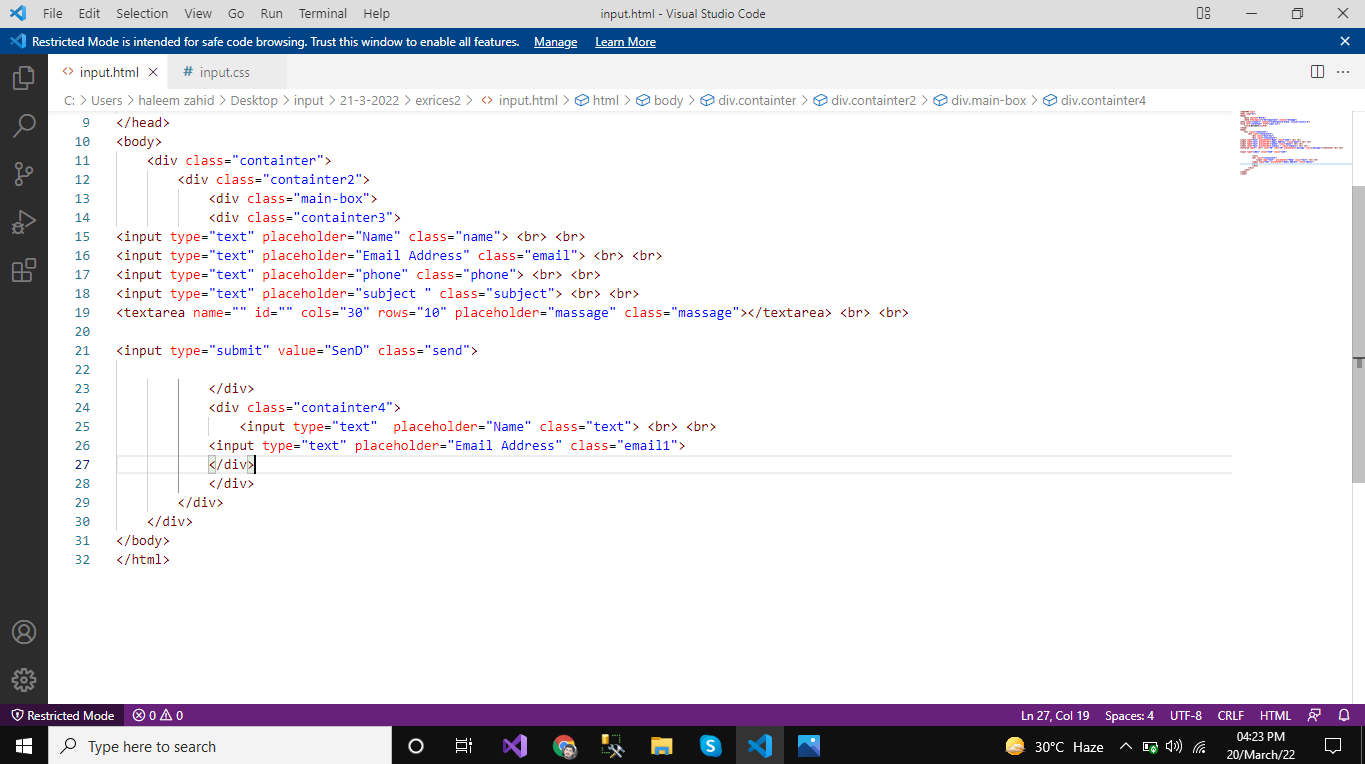 File Edit Selection View Go Run Terminal Help input.html - Visual Studio Code
Restricted Mode is intended for safe code browsing. Trust this window to enable all features. Manage Learn More
input.html input.css
C: > Users > haleem zahid > Desktop > input > 21-3-2022 > exrices2 > input.html > html > body > div.containter > div.containter2 > div.main-box > div.containter4
9 </head>
10 <body>
11 <div class="containter">
12 <div class="containter2">
13 <div class="main-box">
14 <div class="containter3">
15 <input type="text" placeholder="Name" class="name"> <br> <br>
16 <input type="text" placeholder="Email Address" class="email"> <br> <br>
17 <input type="text" placeholder="phone" class="phone"> <br> <br>
18 <input type="text" placeholder="subject " class="subject"> <br> <br>
19 <textarea name="" id="" cols="30" rows="10" placeholder="massage" class="massage"></textarea> <br> <br>
20
21 <input type="submit" value="SenD" class="send">
22
23 </div>
24 <div class="containter4">
25 <input type="text"  placeholder="Name" class="text"> <br> <br>
26 <input type="text" placeholder="Email Address" class="email1">
27 </div>
28 </div>
29 </div>
30 </div>
31 </body>
32 </html>
Restricted Mode 0 0 Ln 27, Col 19 Spaces: 4 UTF-8 CRLF HTML
Type here to search 30°C Haze 04:23 PM
20/March/22